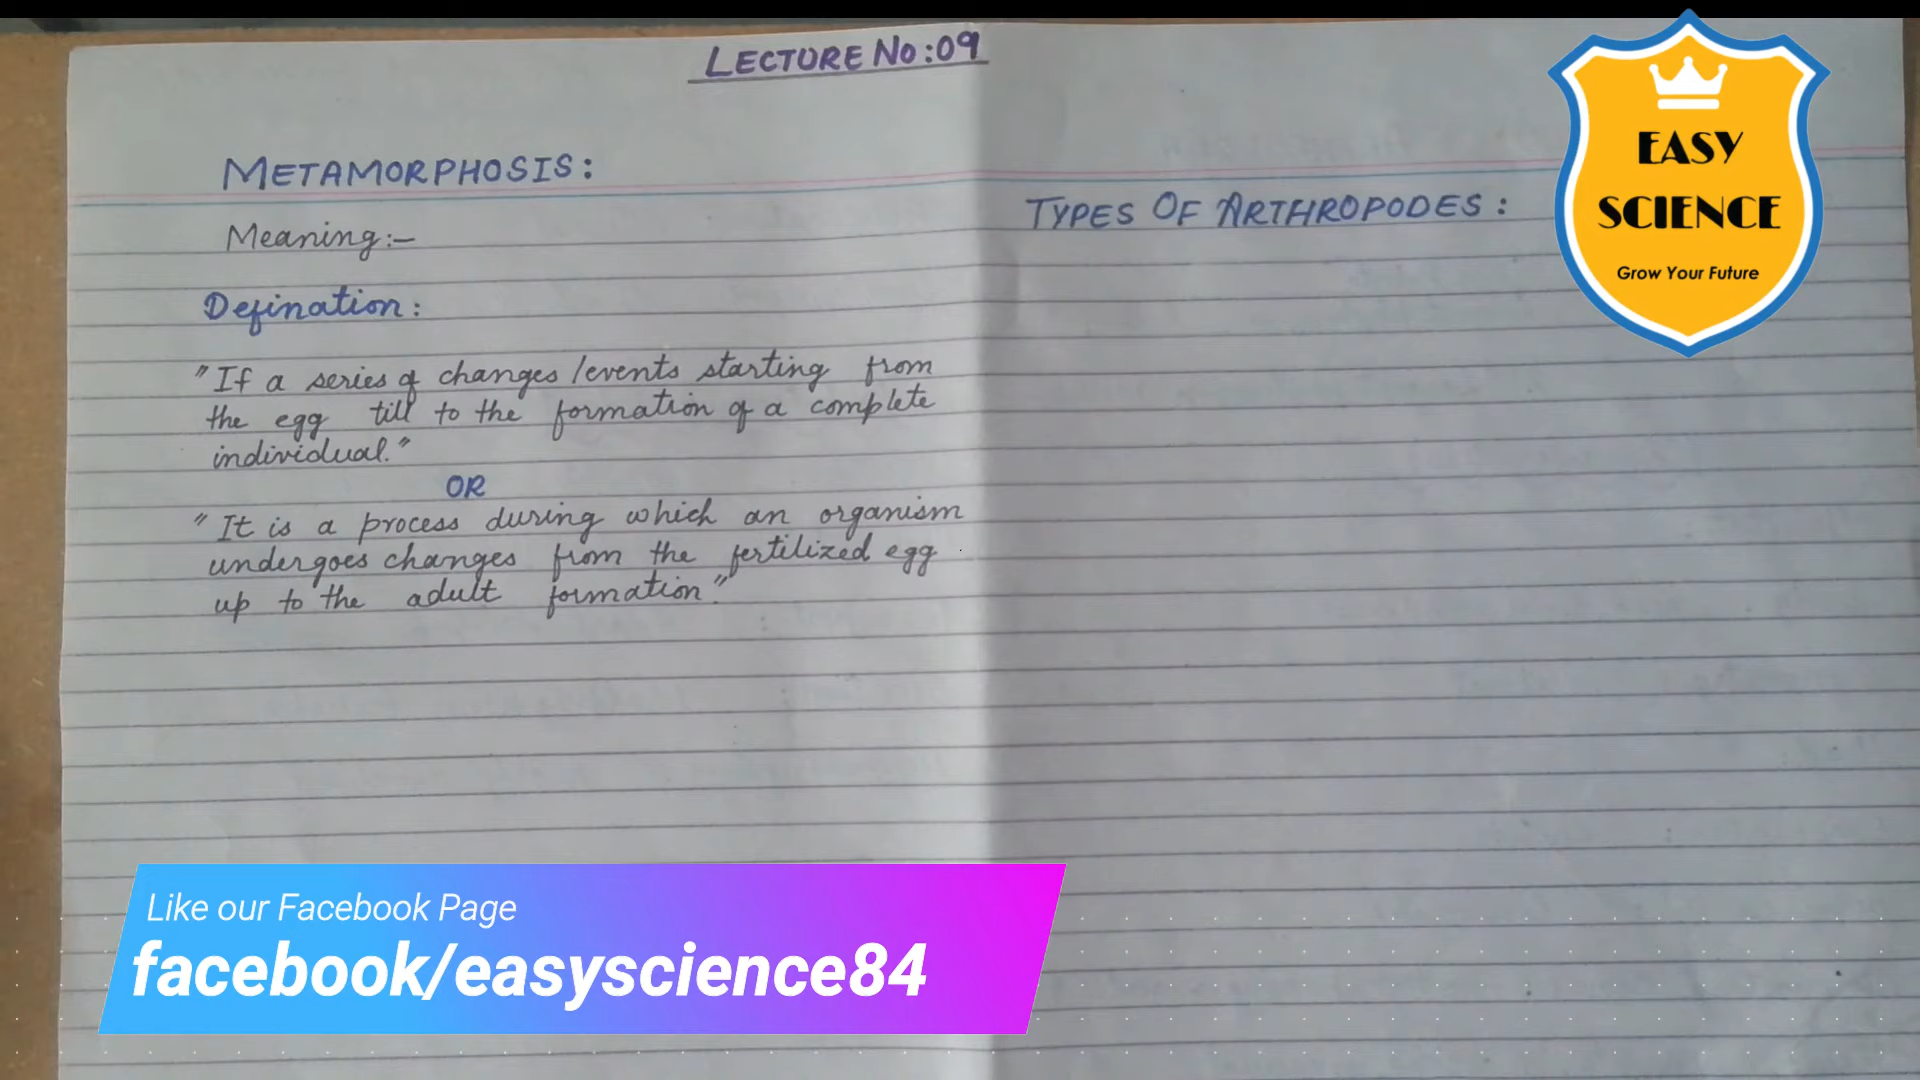 LECTURE No:09
METAMORPHOSIS:
Meaning:-
Defination:
"If a series of changes/events starting from
the egg till to the formation of a complete
individual."
OR
"It is a process during which an organism
undergoes changes from the fertilized egg
up to the adult formation"
TYPES OF ARTHROPODES:
EASY
SCIENCE
Grow Your Future
Like our Facebook Page
facebook/easyscience84